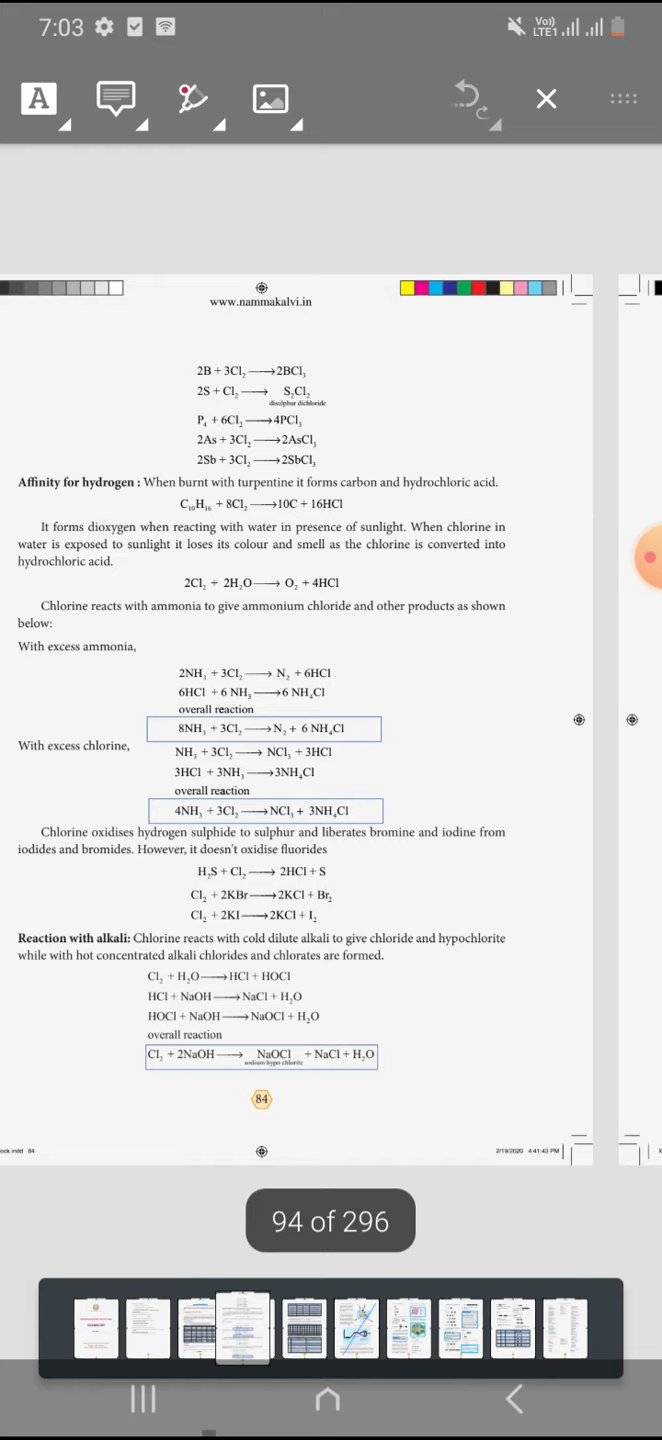 7:03
Vo)) LTE1
A
www.nammakalvi.in
2B + 3Cl₂ ⟶ 2BCl₃
2S + Cl₂ ⟶ S₂Cl₂
disulphur dichloride
P₄ + 6Cl₂ ⟶ 4PCl₃
2As + 3Cl₂ ⟶ 2AsCl₃
2Sb + 3Cl₂ ⟶ 2SbCl₃
Affinity for hydrogen : When burnt with turpentine it forms carbon and hydrochloric acid.
C₁₀H₁₆ + 8Cl₂ ⟶ 10C + 16HCl
It forms dioxygen when reacting with water in presence of sunlight. When chlorine in
water is exposed to sunlight it loses its colour and smell as the chlorine is converted into
hydrochloric acid.
2Cl₂ + 2H₂O ⟶ O₂ + 4HCl
Chlorine reacts with ammonia to give ammonium chloride and other products as shown
below:
With excess ammonia,
2NH₃ + 3Cl₂ ⟶ N₂ + 6HCl
6HCl + 6 NH₃ ⟶ 6 NH₄Cl
overall reaction
8NH₃ + 3Cl₂ ⟶ N₂ + 6 NH₄Cl
With excess chlorine,
NH₃ + 3Cl₂ ⟶ NCl₃ + 3HCl
3HCl + 3NH₃ ⟶ 3NH₄Cl
overall reaction
4NH₃ + 3Cl₂ ⟶ NCl₃ + 3NH₄Cl
Chlorine oxidises hydrogen sulphide to sulphur and liberates bromine and iodine from
iodides and bromides. However, it doesn't oxidise fluorides
H₂S + Cl₂ ⟶ 2HCl + S
Cl₂ + 2KBr ⟶ 2KCl + Br₂
Cl₂ + 2KI ⟶ 2KCl + I₂
Reaction with alkali: Chlorine reacts with cold dilute alkali to give chloride and hypochlorite
while with hot concentrated alkali chlorides and chlorates are formed.
Cl₂ + H₂O ⟶ HCl + HOCl
HCl + NaOH ⟶ NaCl + H₂O
HOCl + NaOH ⟶ NaOCl + H₂O
overall reaction
Cl₂ + 2NaOH ⟶ NaOCl + NaCl + H₂O
sodium hypo chlorite
84
ock.indd 84
2/19/2020 4:41:43 PM
94 of 296